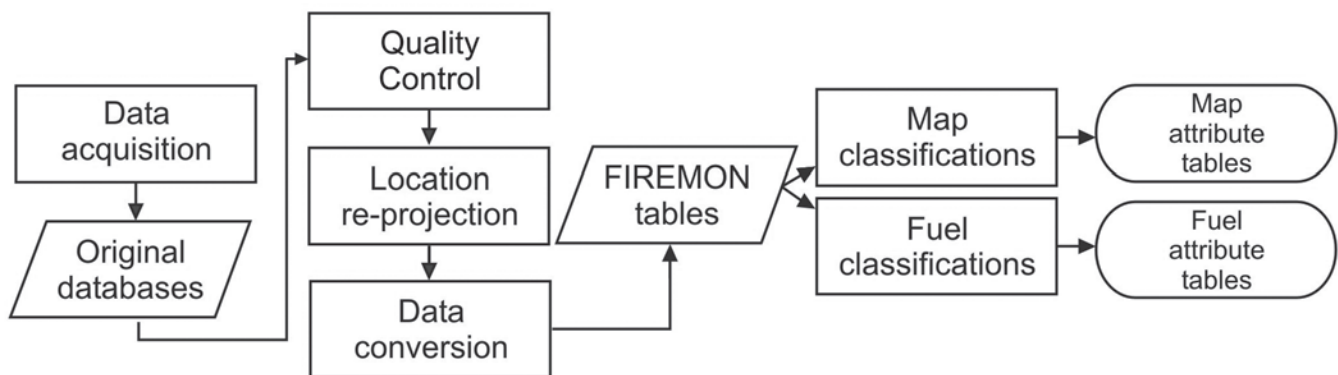 Data
acquisition
Original
databases
Quality
Control
Location
re-projection
Data
conversion
FIREMON
tables
Map
classifications
Map
attribute
tables
Fuel
classifications
Fuel
attribute
tables